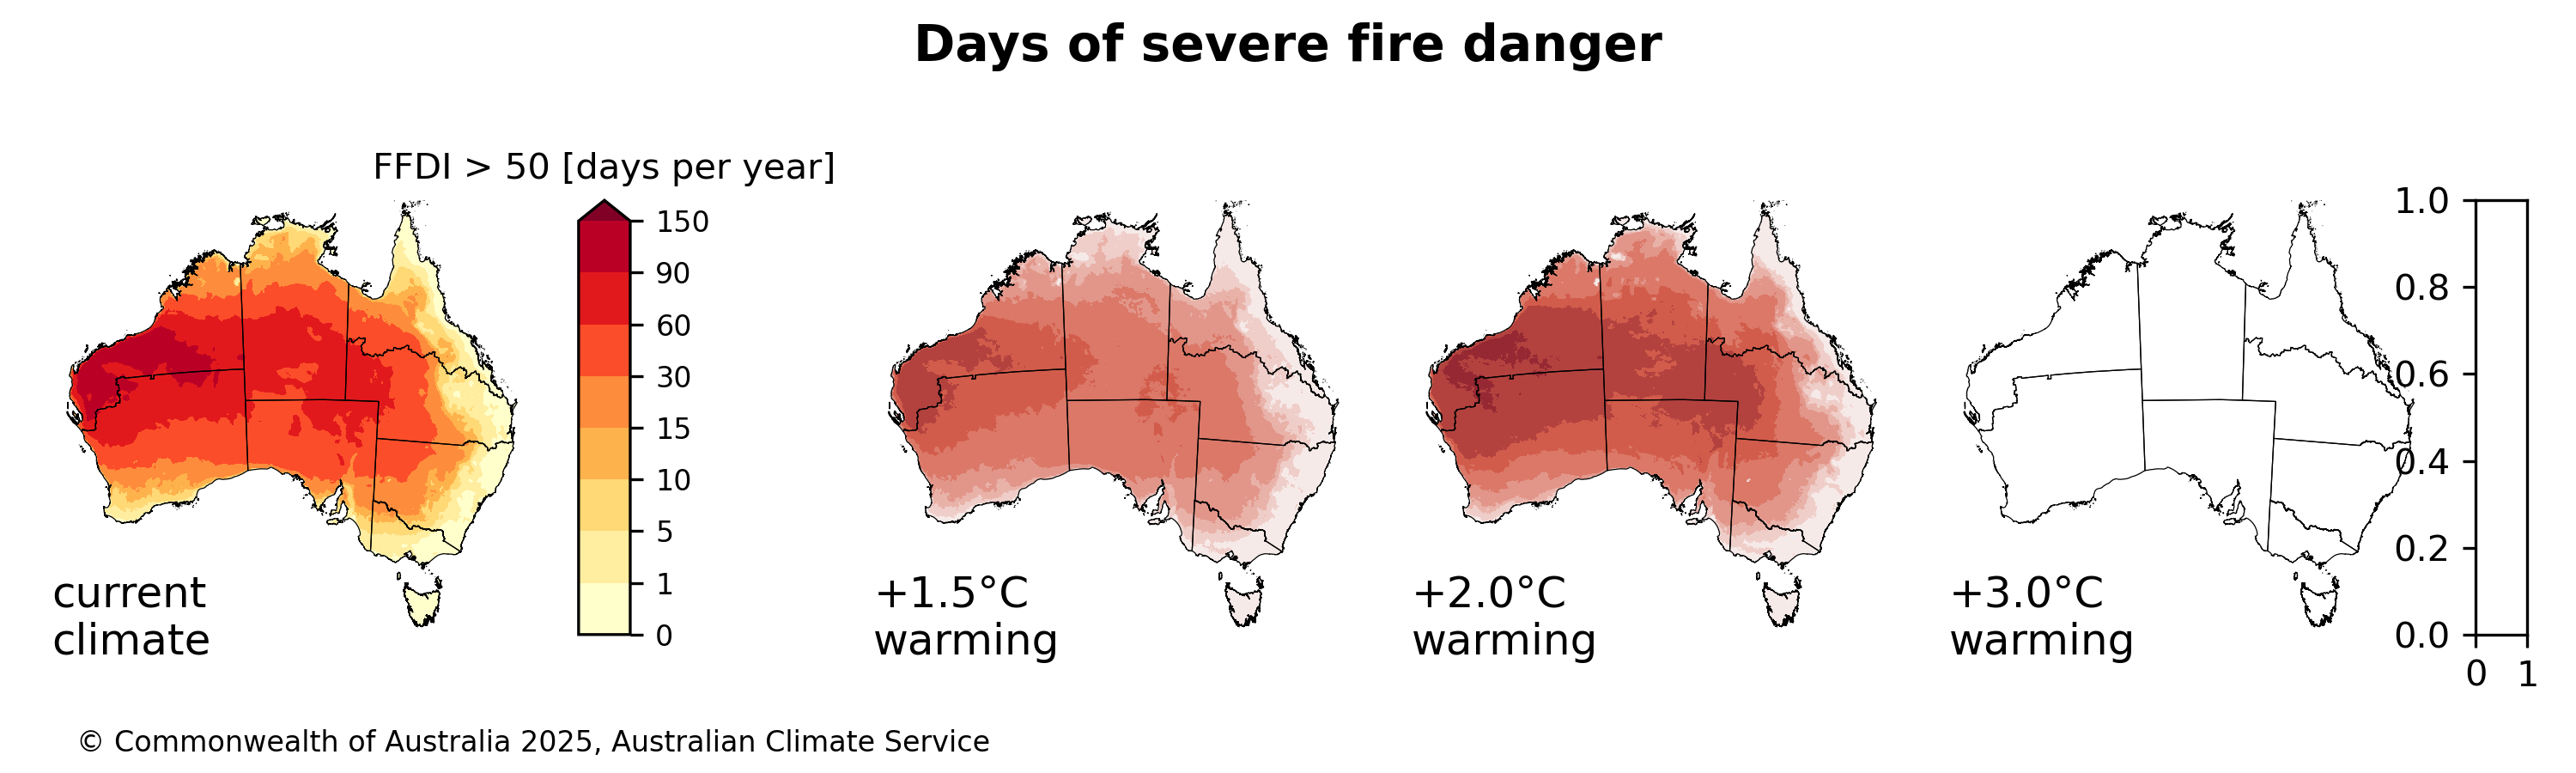 Days of severe fire danger
FFDI > 50 [days per year]
150
90
60
30
15
10
5
1
0
current
climate
+1.5°C
warming
+2.0°C
warming
+3.0°C
warming
1.0
0.8
0.6
0.4
0.2
0.0
0 1
© Commonwealth of Australia 2025, Australian Climate Service